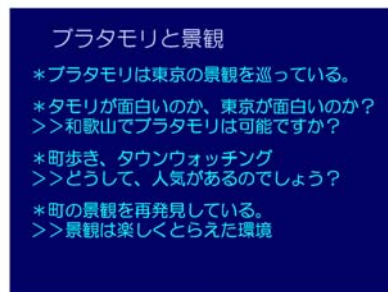 ブラタモリと景観
＊ブラタモリは東京の景観を巡っている。
＊タモリが面白いのか、東京が面白いのか？
＞＞和歌山でブラタモリは可能ですか？
＊町歩き、タウンウォッチング
＞＞どうして、人気があるのでしょう？
＊町の景観を再発見している。
＞＞景観は楽しくとらえた環境